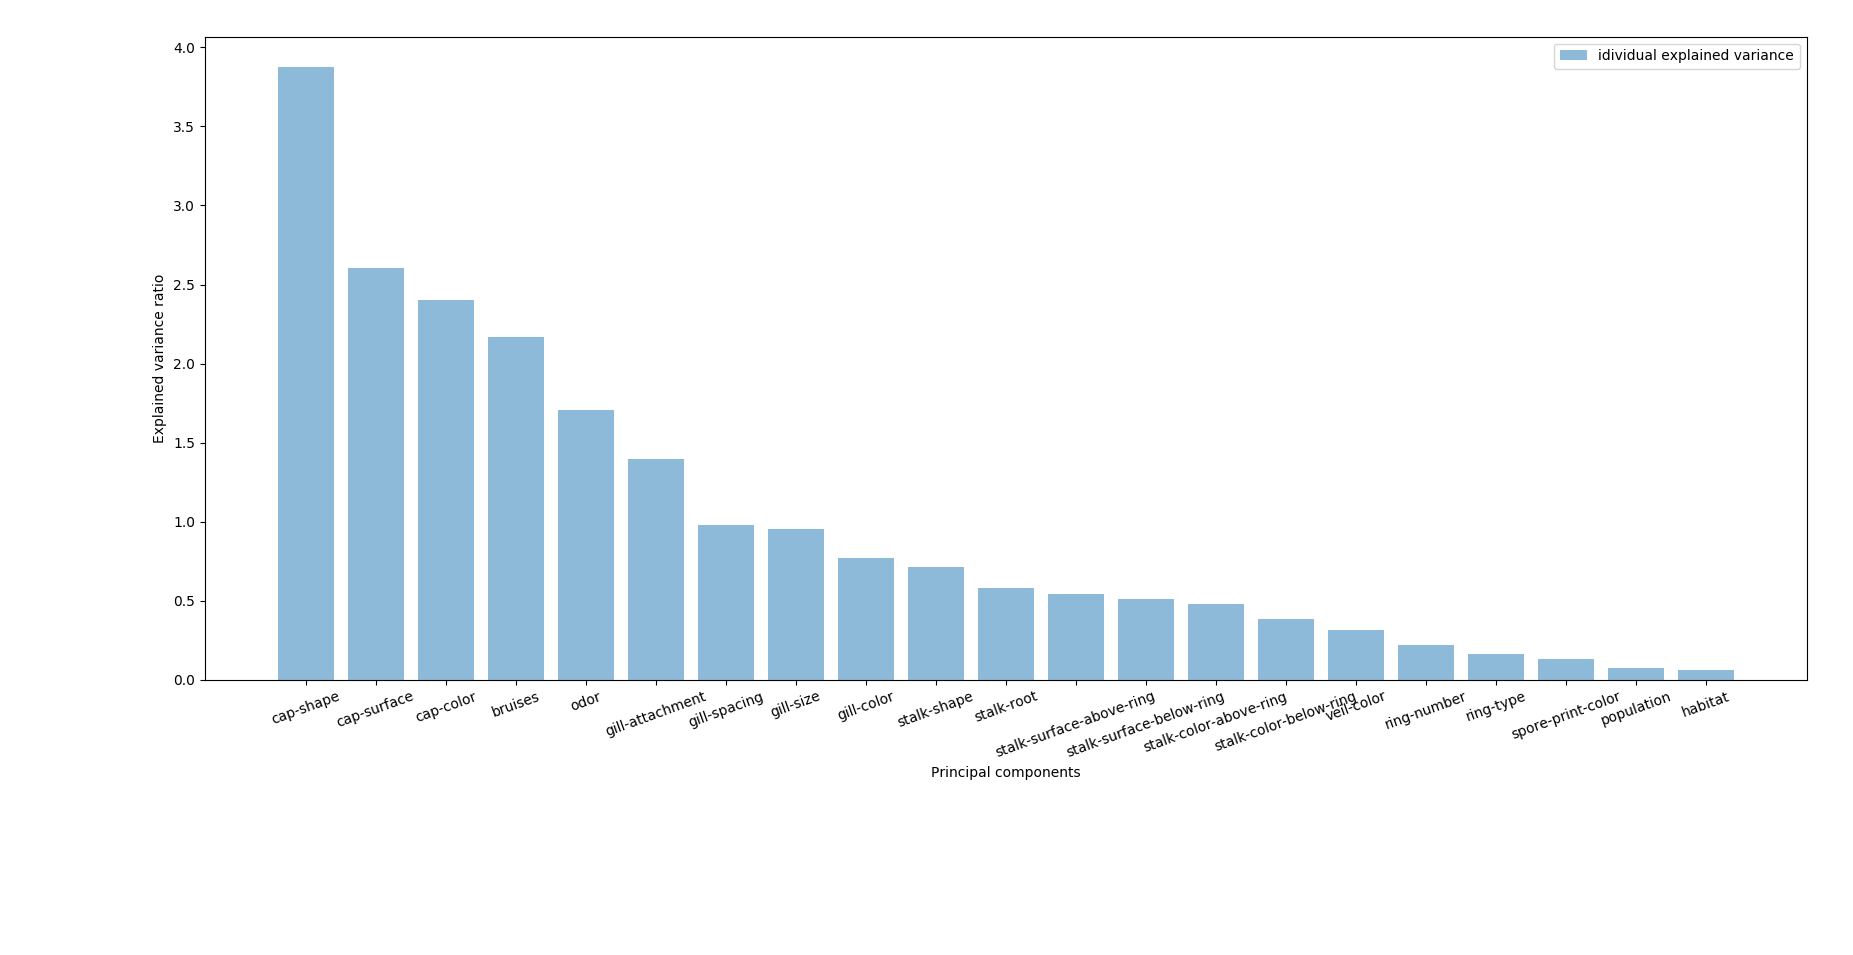 idividual explained variance
Explained variance ratio
4.0
3.5
3.0
2.5
2.0
1.5
1.0
0.5
0.0
cap-shape
cap-surface
cap-color
bruises
odor
gill-attachment
gill-spacing
gill-size
gill-color
stalk-shape
stalk-root
stalk-surface-above-ring
stalk-surface-below-ring
stalk-color-above-ring
stalk-color-below-ring
veil-color
ring-number
ring-type
spore-print-color
population
habitat
Principal components